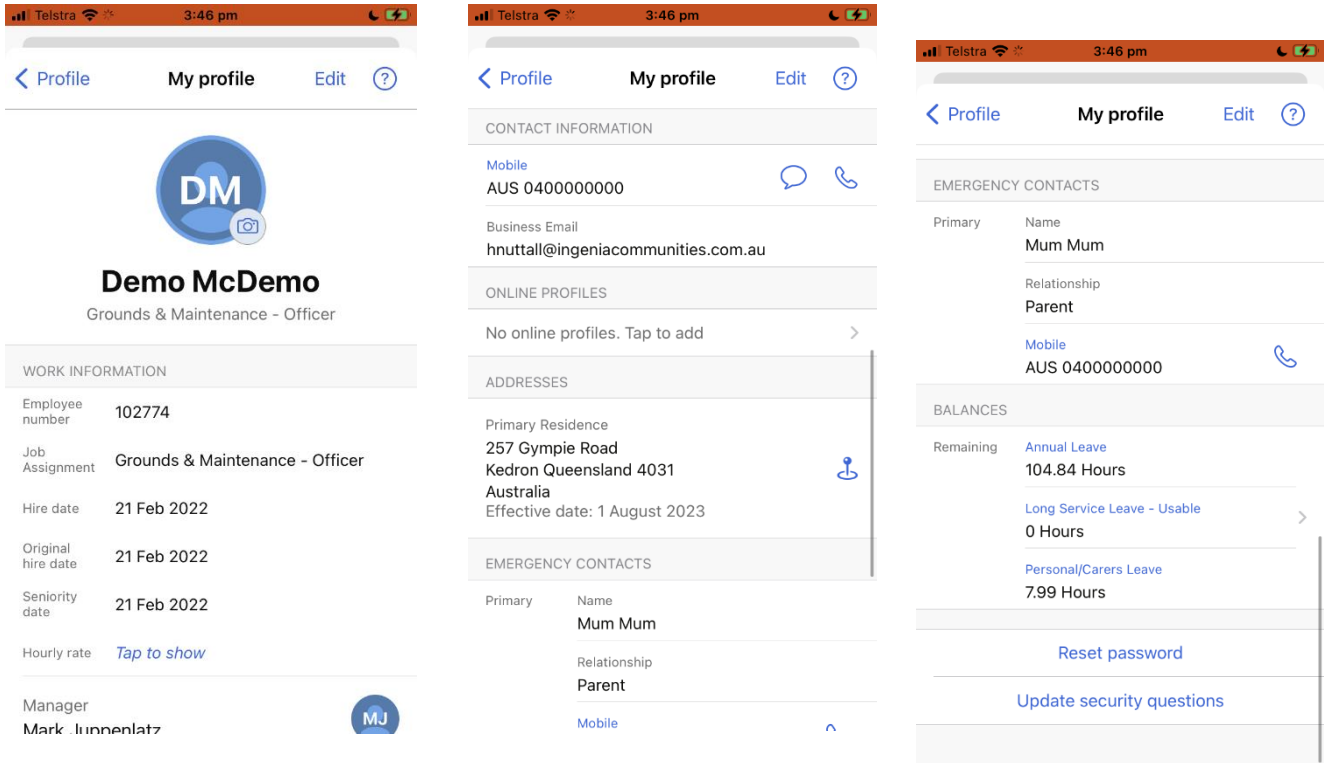 Telstra 3:46 pm
Profile My profile Edit ?
DM
Demo McDemo
Grounds & Maintenance - Officer
WORK INFORMATION
Employee number 102774
Job Assignment Grounds & Maintenance - Officer
Hire date 21 Feb 2022
Original hire date 21 Feb 2022
Seniority date 21 Feb 2022
Hourly rate Tap to show
Manager
Mark Juppenlatz
MJ
Telstra 3:46 pm
Profile My profile Edit ?
CONTACT INFORMATION
Mobile
AUS 0400000000
Business Email
hnuttall@ingeniacommunities.com.au
ONLINE PROFILES
No online profiles. Tap to add
ADDRESSES
Primary Residence
257 Gympie Road
Kedron Queensland 4031
Australia
Effective date: 1 August 2023
EMERGENCY CONTACTS
Primary Name
Mum Mum
Relationship
Parent
Mobile
Telstra 3:46 pm
Profile My profile Edit ?
EMERGENCY CONTACTS
Primary Name
Mum Mum
Relationship
Parent
Mobile
AUS 0400000000
BALANCES
Remaining Annual Leave
104.84 Hours
Long Service Leave - Usable
0 Hours
Personal/Carers Leave
7.99 Hours
Reset password
Update security questions